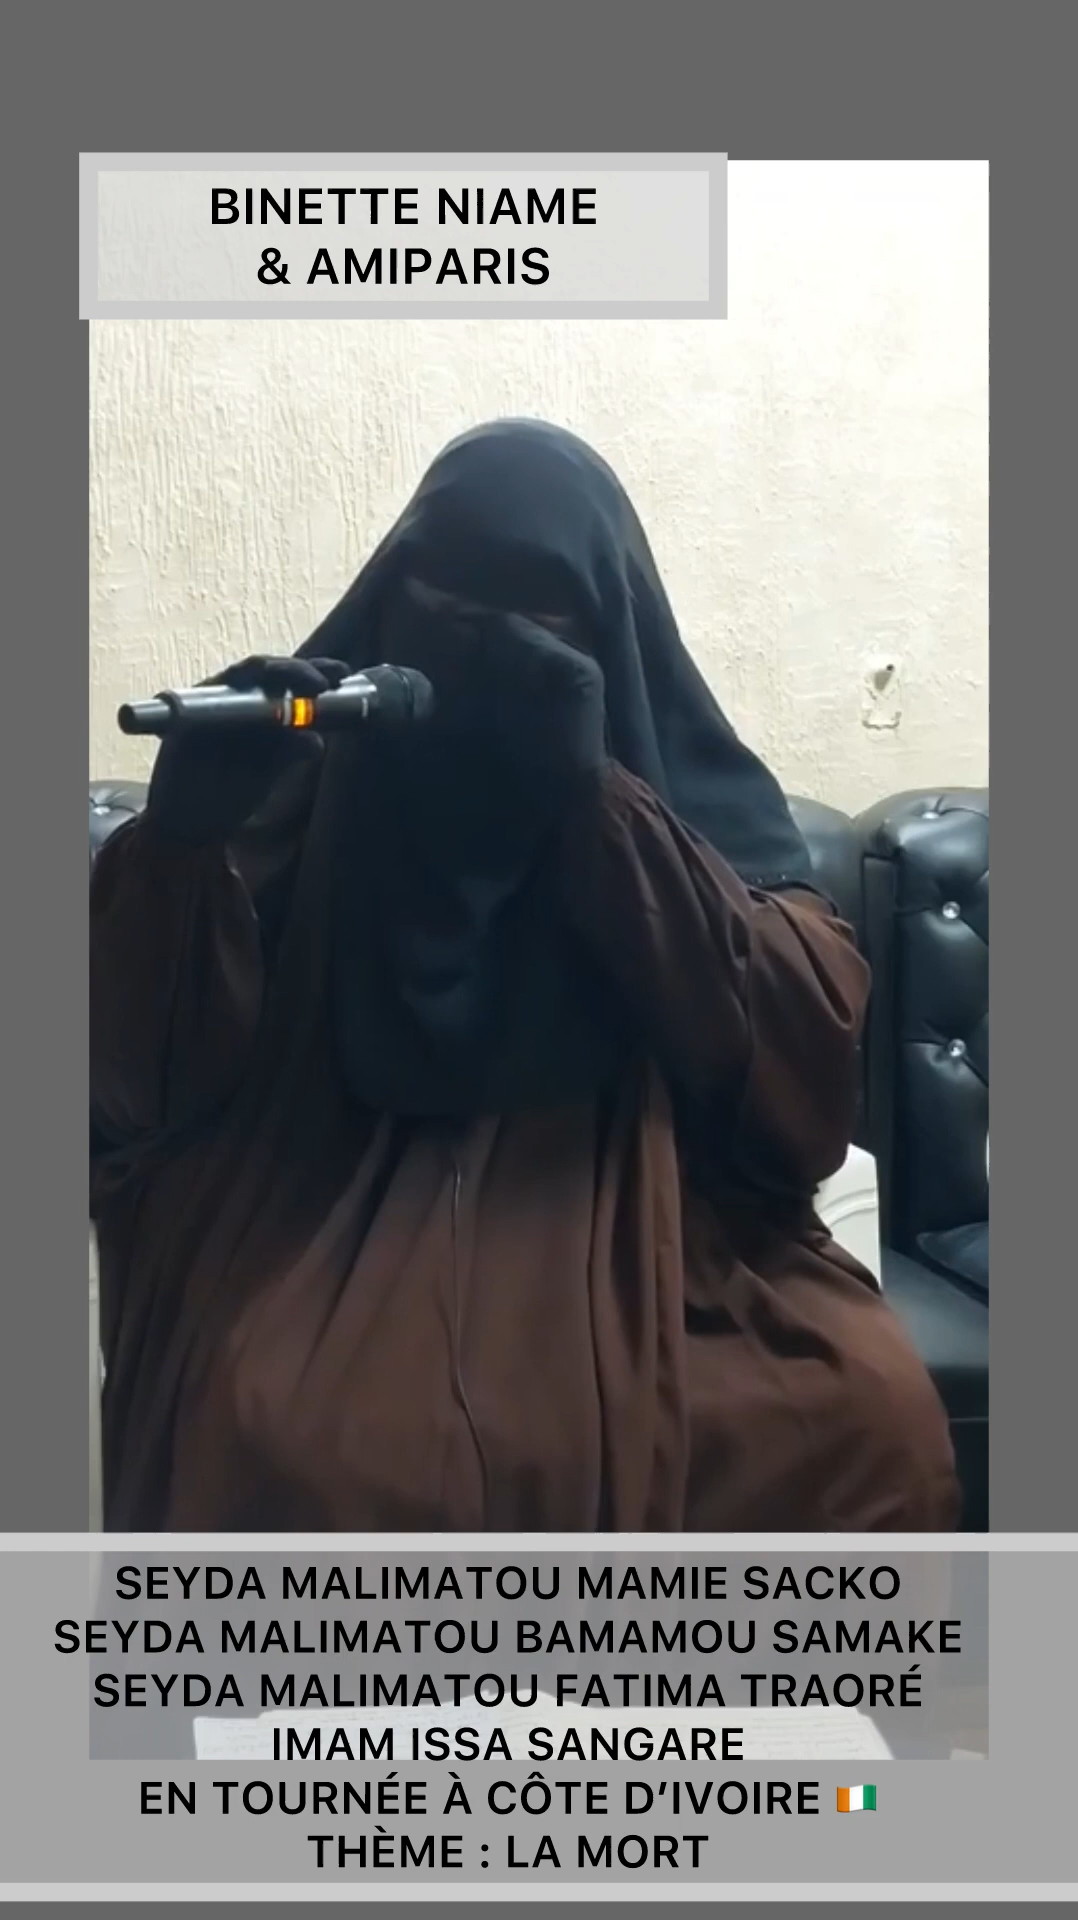 BINETTE NIAME
& AMIPARIS
SEYDA MALIMATOU MAMIE SACKO
SEYDA MALIMATOU BAMAMOU SAMAKE
SEYDA MALIMATOU FATIMA TRAORÉ
IMAM ISSA SANGARE
EN TOURNÉE À CÔTE D’IVOIRE 🇨🇮
THÈME : LA MORT